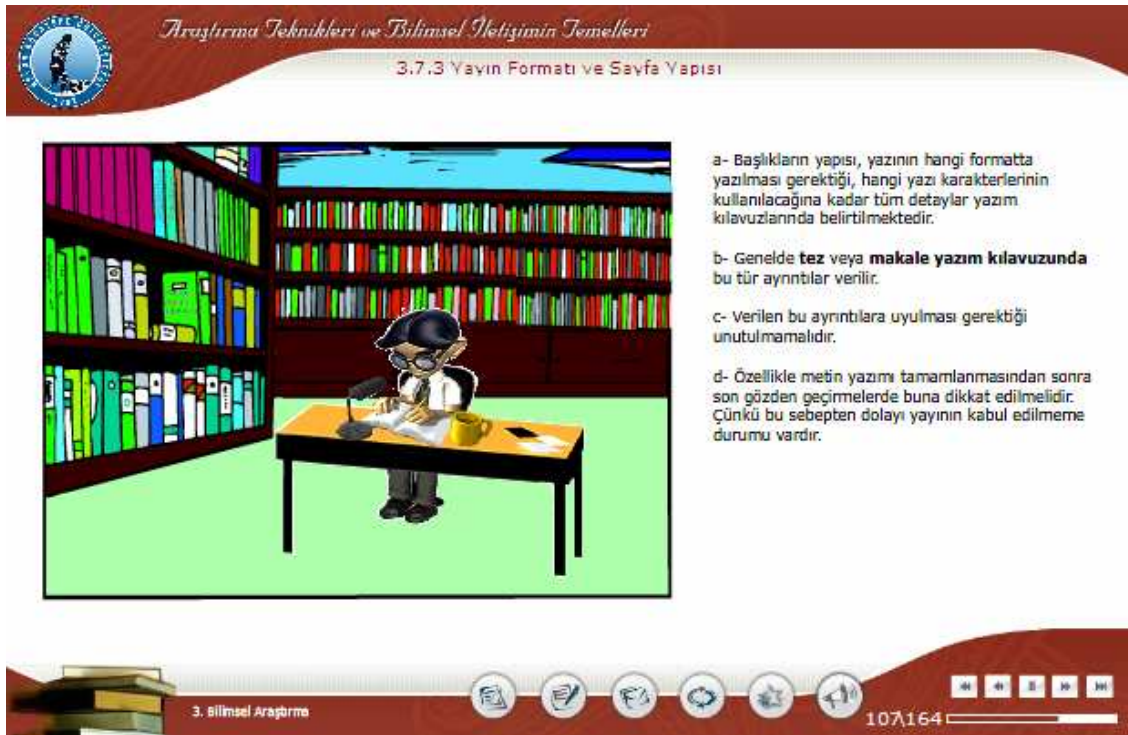 Araştırma Teknikleri ve Bilimsel İletişimin Temelleri
3.7.3 Yayın Formatı ve Sayfa Yapısı
a- Başlıkların yapısı, yazının hangi formatta
yazılması gerektiği, hangi yazı karakterlerinin
kullanılacağına kadar tüm detaylar yazım
kılavuzlarında belirtilmektedir.
b- Genelde tez veya makale yazım kılavuzunda
bu tür ayrıntılar verilir.
c- Verilen bu ayrıntılara uyulması gerektiği
unutulmamalıdır.
d- Özellikle metin yazımı tamamlanmasından sonra
son gözden geçirmelerde buna dikkat edilmelidir.
Çünkü bu sebepten dolayı yayının kabul edilmeme
durumu vardır.
3. Bilimsel Araştırma
107\164